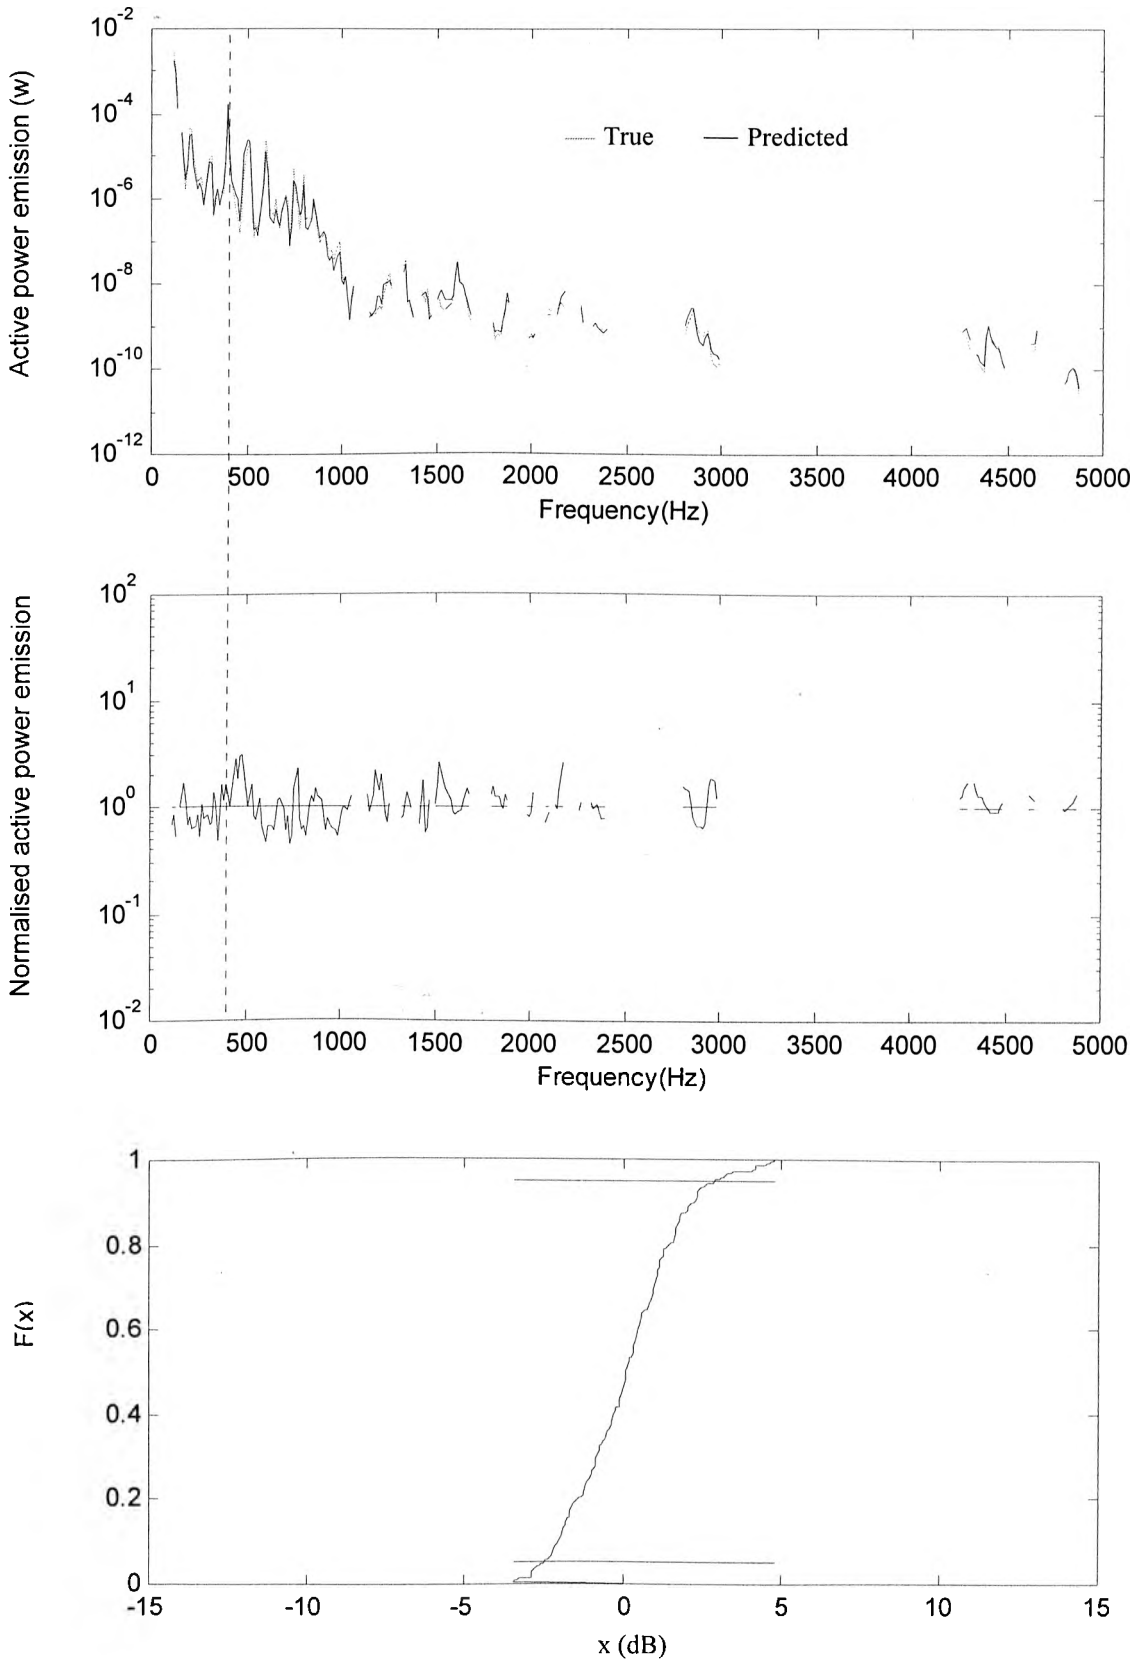 Active power emission (w)
10^-2
10^-4
10^-6
10^-8
10^-10
10^-12
True Predicted
0 500 1000 1500 2000 2500 3000 3500 4000 4500 5000
Frequency(Hz)
Normalised active power emission
10^2
10^1
10^0
10^-1
10^-2
0 500 1000 1500 2000 2500 3000 3500 4000 4500 5000
Frequency(Hz)
F(x)
1
0.8
0.6
0.4
0.2
0
-15 -10 -5 0 5 10 15
x (dB)